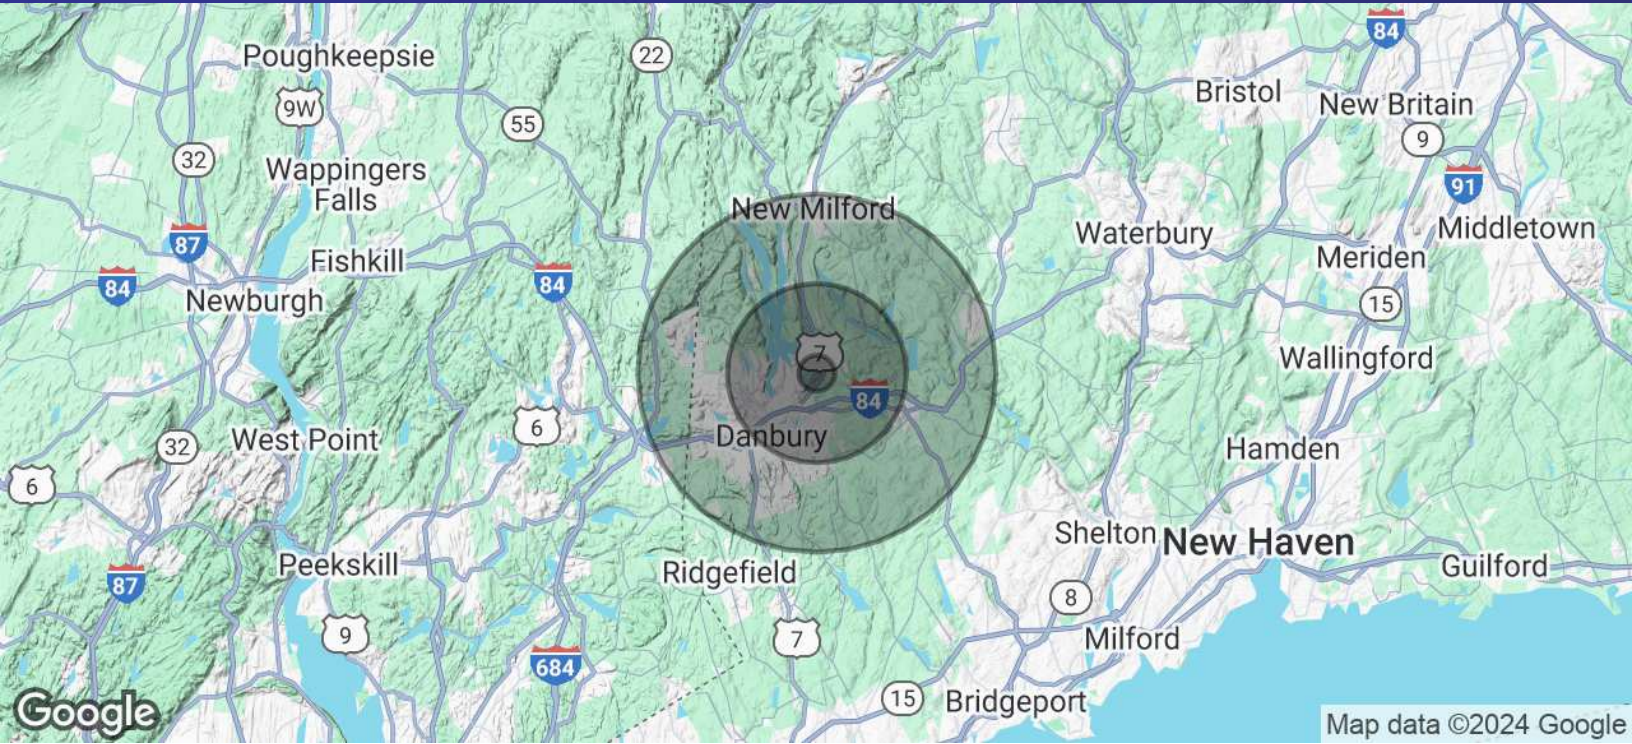 84
Poughkeepsie
22
Bristol
New Britain
9W
55
9
32
Wappingers
Falls
91
New Milford
Middletown
Waterbury
87
Meriden
Fishkill
84
84
Newburgh
15
7
Wallingford
84
6
Danbury
West Point
32
Hamden
6
Shelton
New Haven
Peekskill
Ridgefield
Guilford
87
8
9
7
Milford
684
15
Bridgeport
Google
Map data ©2024 Google